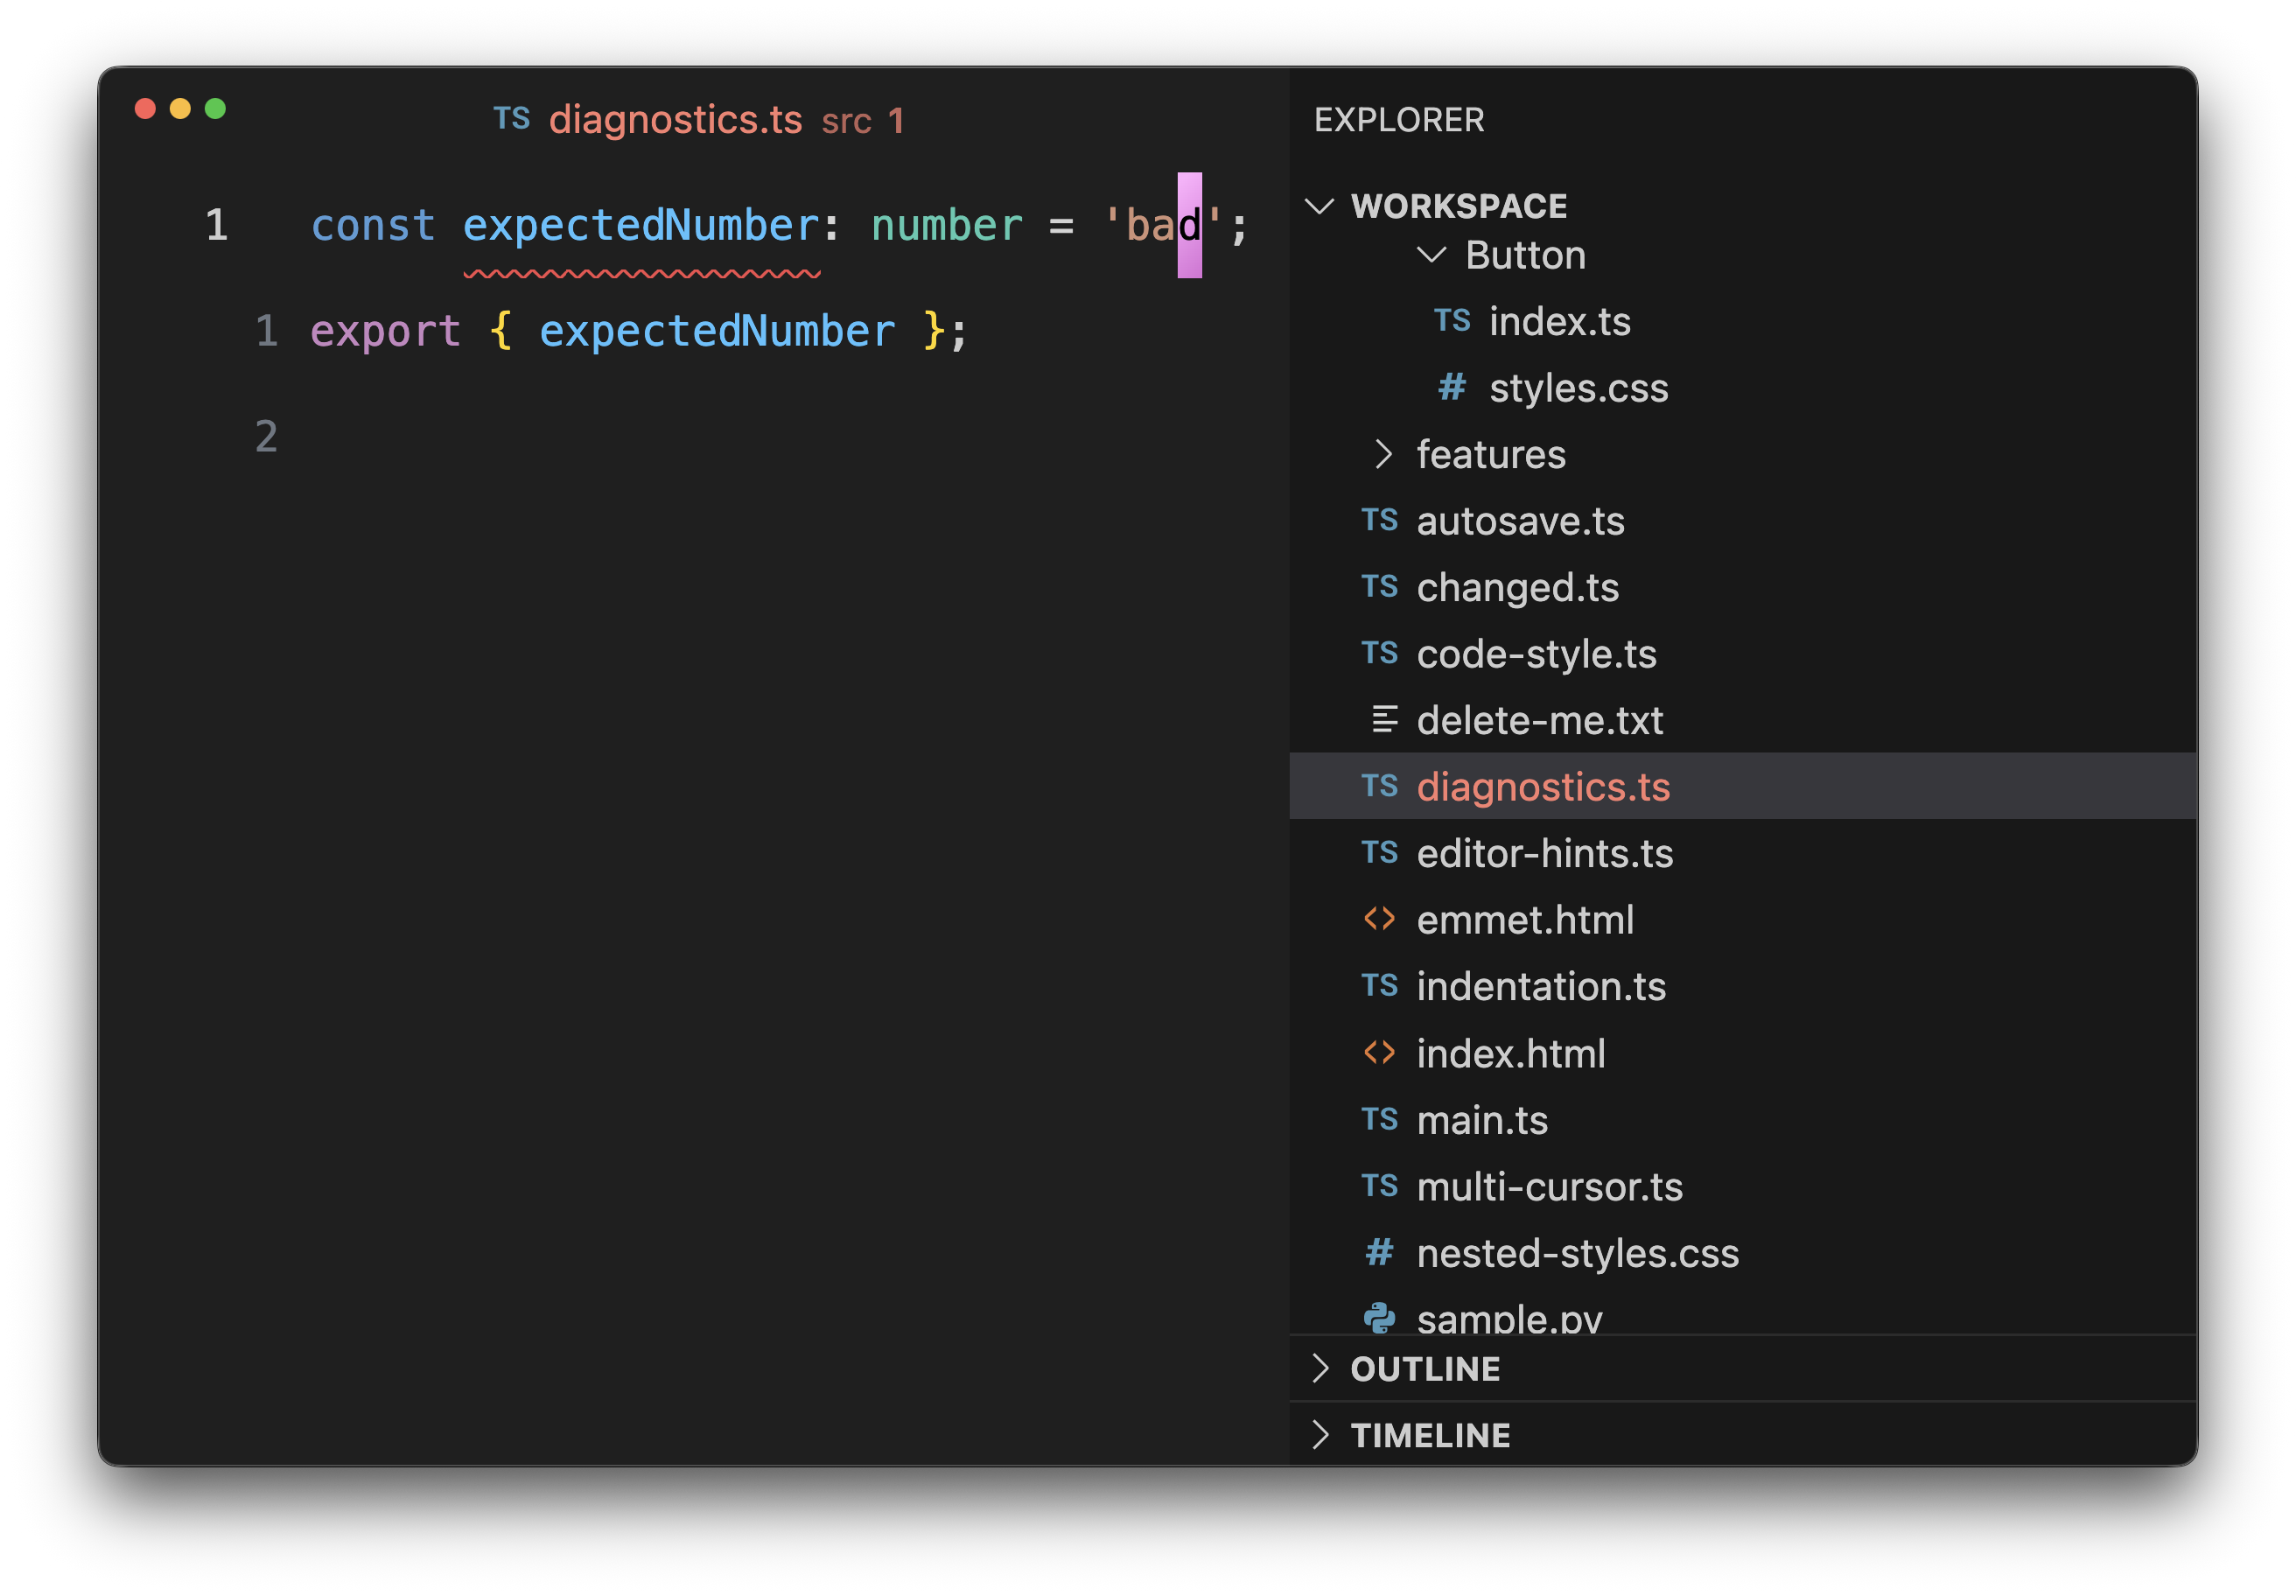 TS diagnostics.ts src 1
1 const expectedNumber: number = 'bad';
1 export { expectedNumber };
2
EXPLORER
WORKSPACE
Button
TS index.ts
# styles.css
features
TS autosave.ts
TS changed.ts
TS code-style.ts
delete-me.txt
TS diagnostics.ts
TS editor-hints.ts
<> emmet.html
TS indentation.ts
<> index.html
TS main.ts
TS multi-cursor.ts
# nested-styles.css
sample.py
OUTLINE
TIMELINE